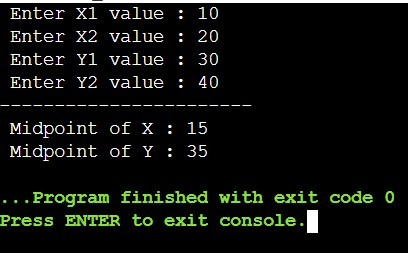 Enter X1 value : 10
Enter X2 value : 20
Enter Y1 value : 30
Enter Y2 value : 40
-----------------------
Midpoint of X : 15
Midpoint of Y : 35
...Program finished with exit code 0
Press ENTER to exit console.